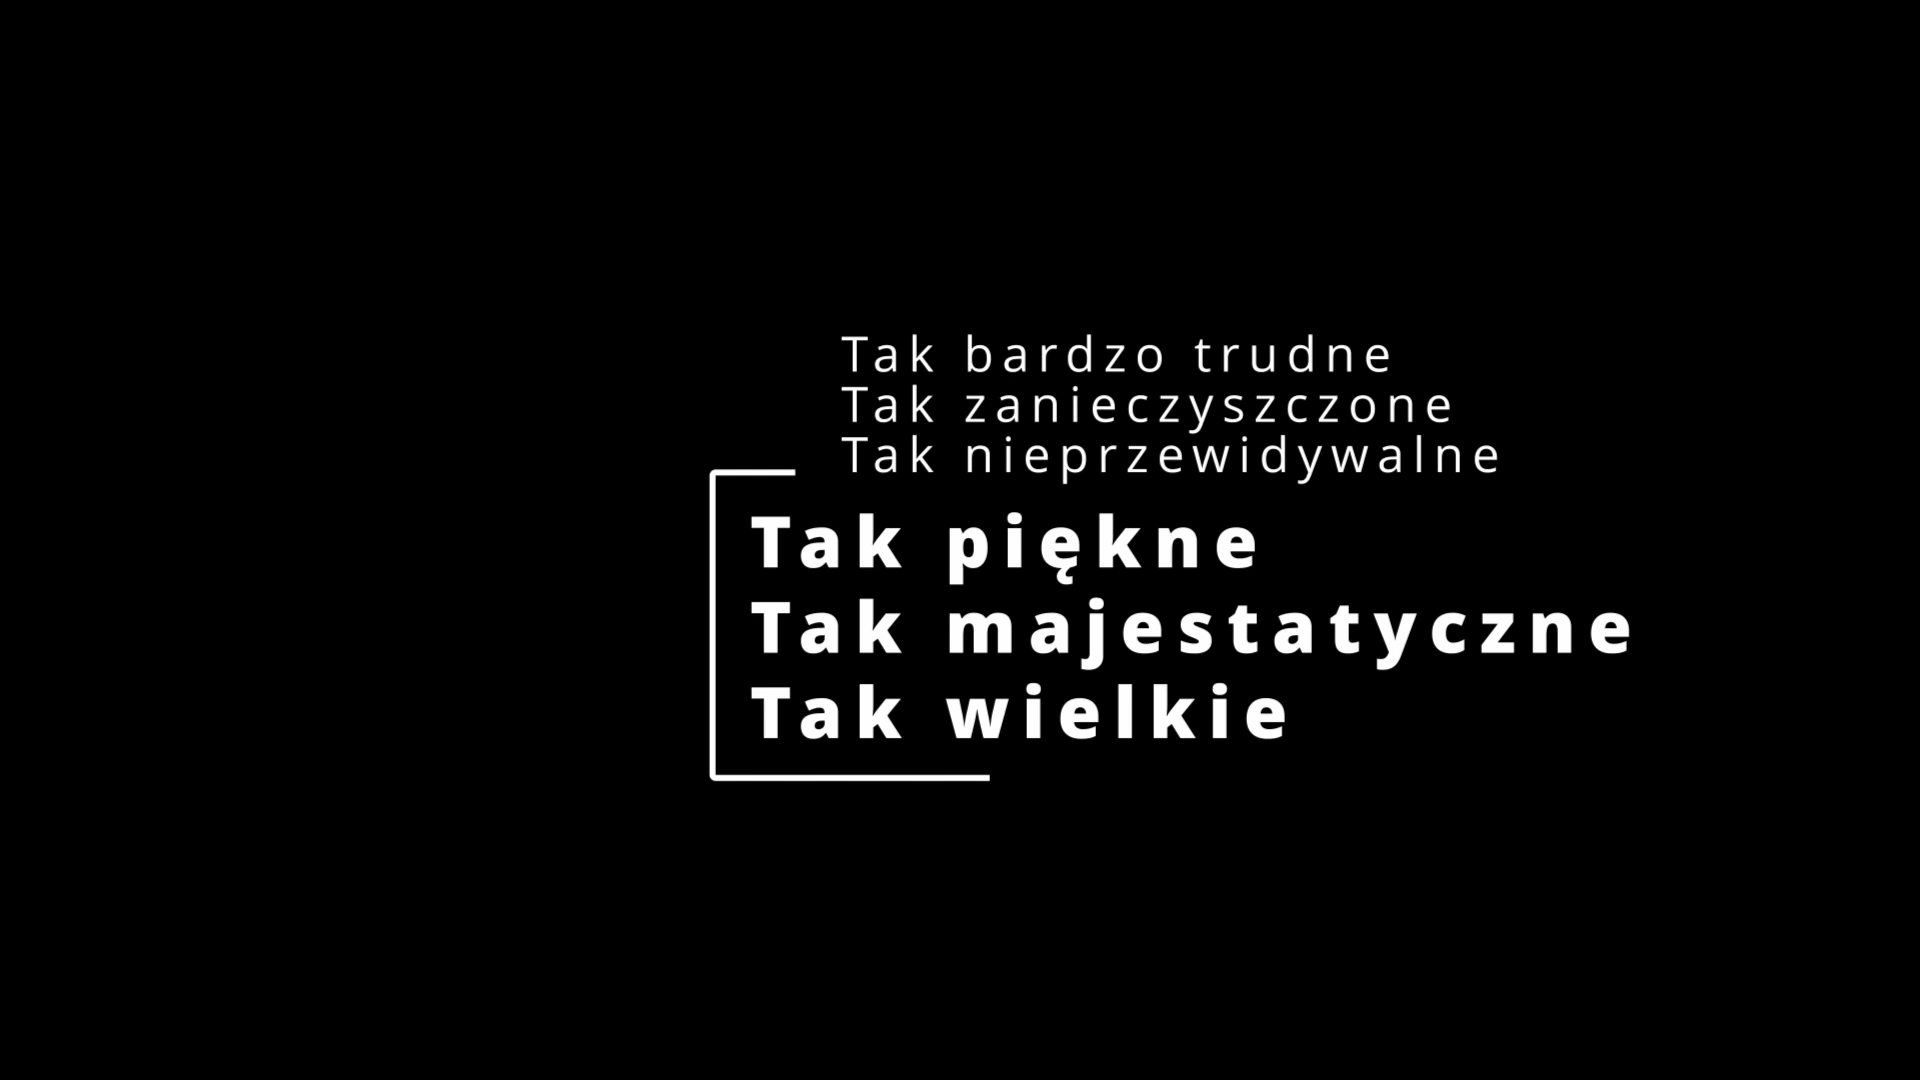 Tak bardzo trudne
Tak zanieczyszczone
Tak nieprzewidywalne
Tak piękne
Tak majestatyczne
Tak wielkie